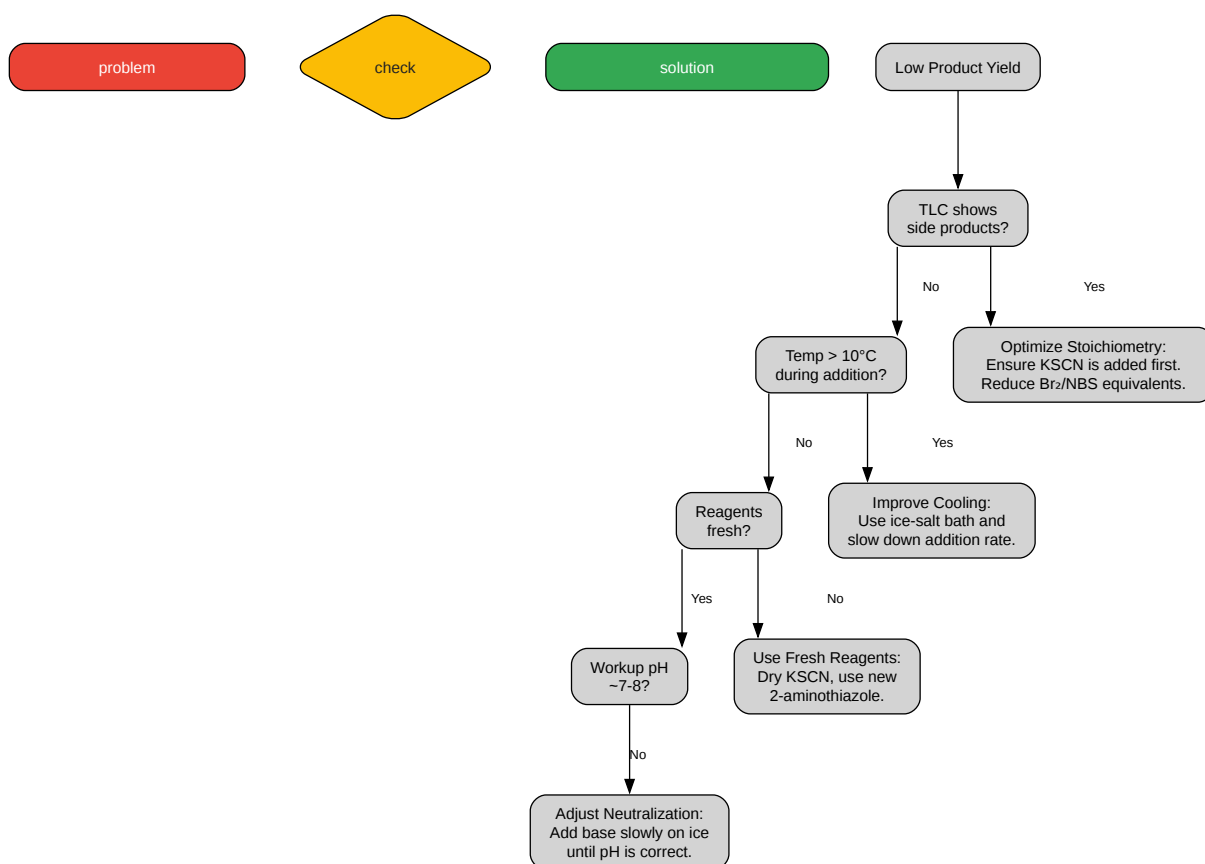 problem
check
solution
Low Product Yield
TLC shows
side products?
No
Yes
Temp > 10°C
during addition?
Optimize Stoichiometry:
Ensure KSCN is added first.
Reduce Br₂/NBS equivalents.
No
Yes
Reagents
fresh?
Improve Cooling:
Use ice-salt bath and
slow down addition rate.
Yes
No
Workup pH
~7-8?
Use Fresh Reagents:
Dry KSCN, use new
2-aminothiazole.
No
Adjust Neutralization:
Add base slowly on ice
until pH is correct.